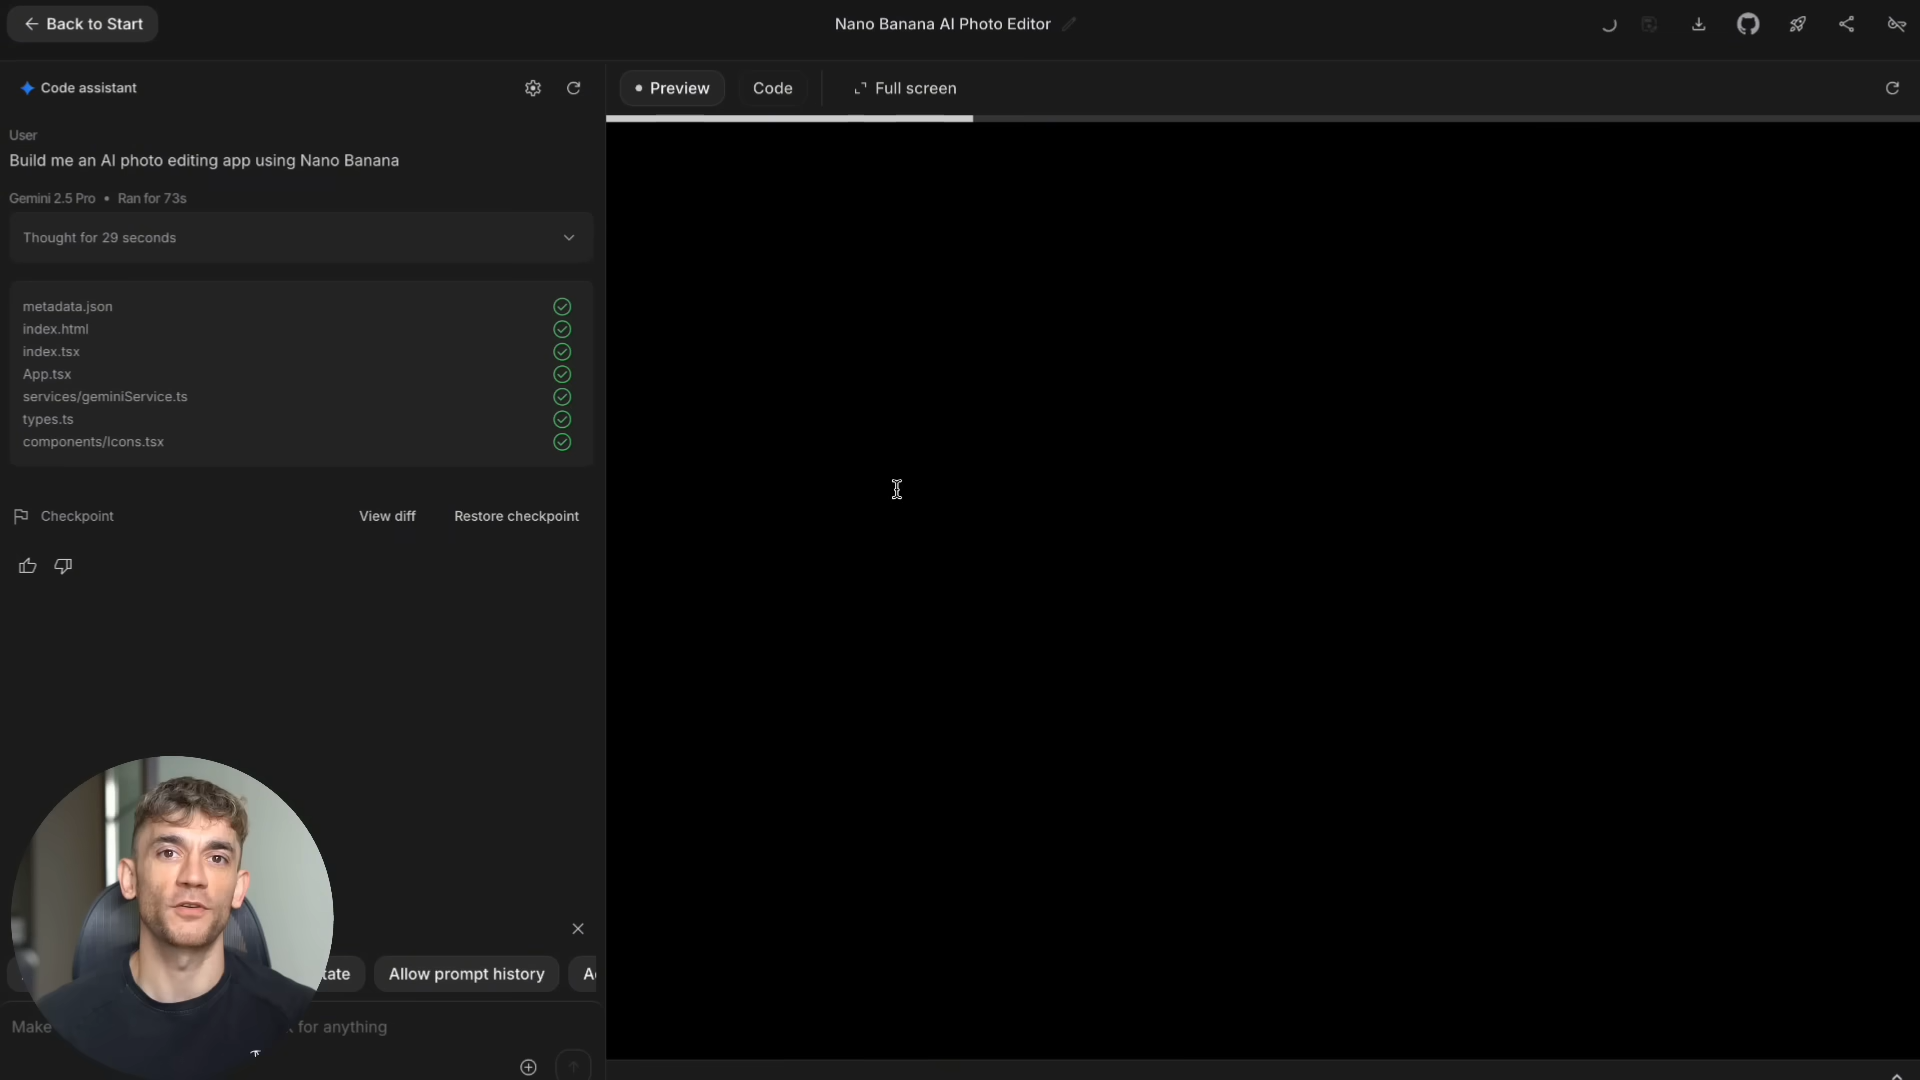 Back to Start
Nano Banana AI Photo Editor
Code assistant
Preview
Code
Full screen
User
Build me an AI photo editing app using Nano Banana
Gemini 2.5 Pro • Ran for 73s
Thought for 29 seconds
metadata.json
index.html
index.tsx
App.tsx
services/geminiService.ts
types.ts
components/Icons.tsx
Checkpoint
View diff
Restore checkpoint
Allow prompt history
Make
for anything